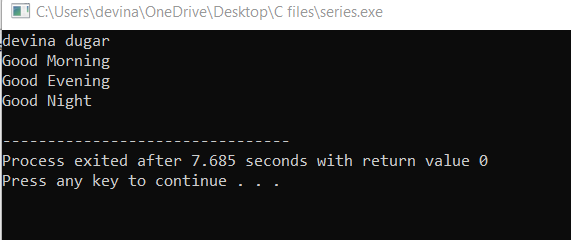 C:\Users\devina\OneDrive\Desktop\C files\series.exe
devina dugar
Good Morning
Good Evening
Good Night
--------------------------------
Process exited after 7.685 seconds with return value 0
Press any key to continue . . .